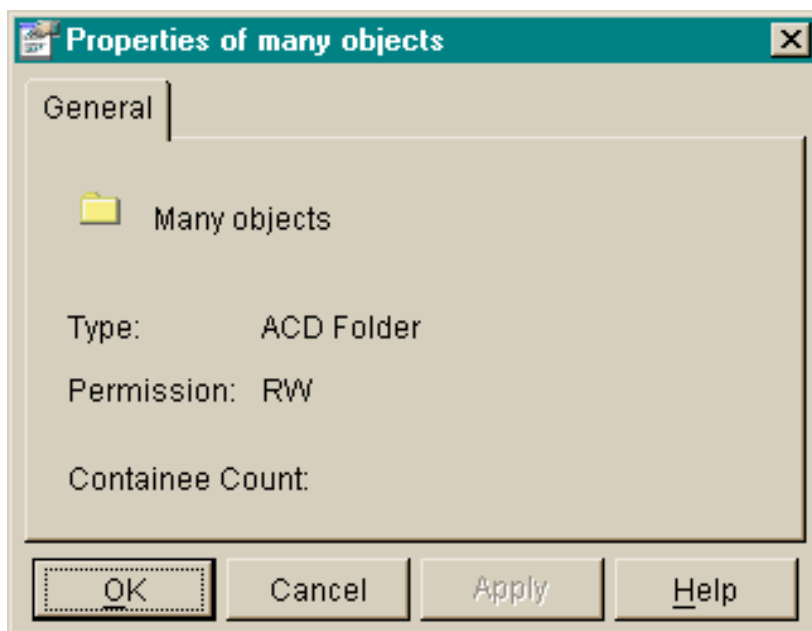 Properties of many objects
General
Many objects
Type: ACD Folder
Permission: RW
Containee Count:
OK Cancel Apply Help